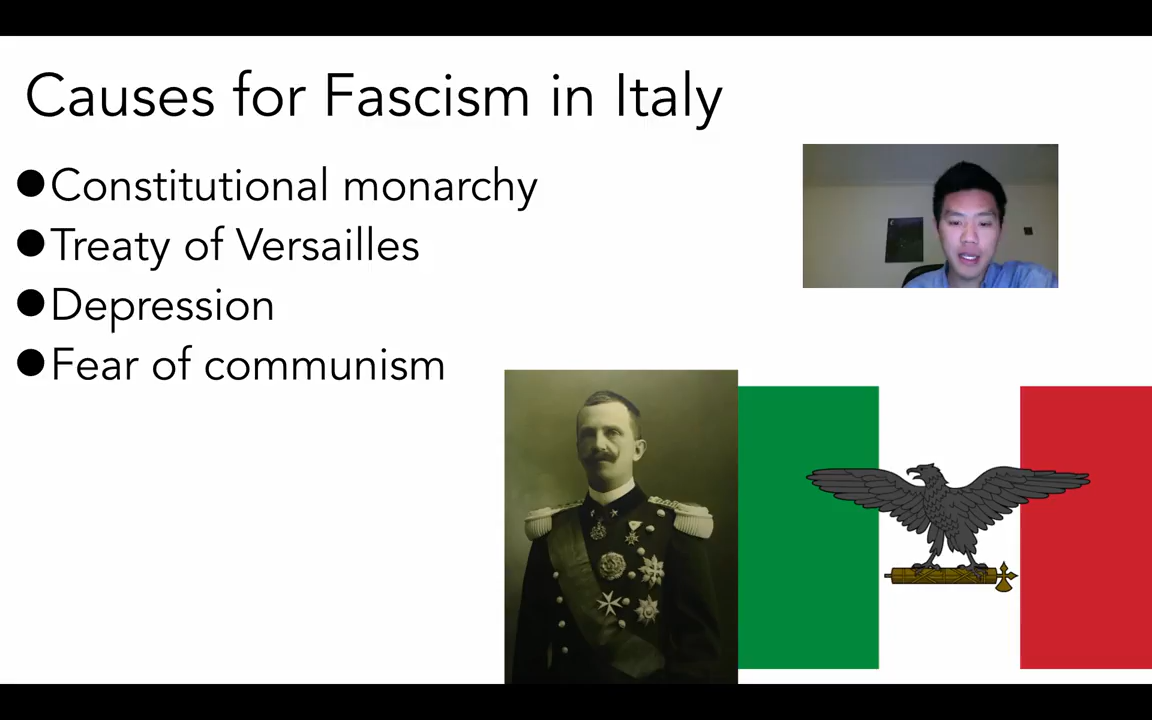 Causes for Fascism in Italy
●Constitutional monarchy
●Treaty of Versailles
●Depression
●Fear of communism